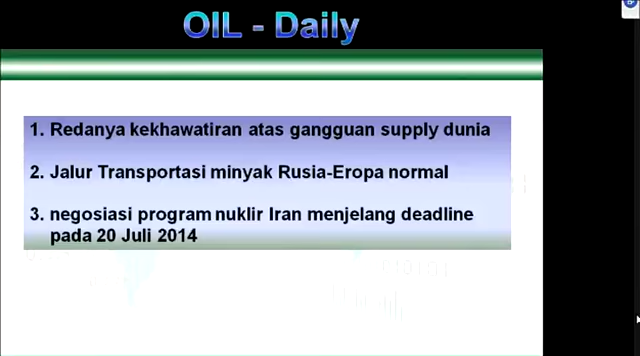 OIL - Daily
1. Redanya kekhawatiran atas gangguan supply dunia
2. Jalur Transportasi minyak Rusia-Eropa normal
3. negosiasi program nuklir Iran menjelang deadline
pada 20 Juli 2014